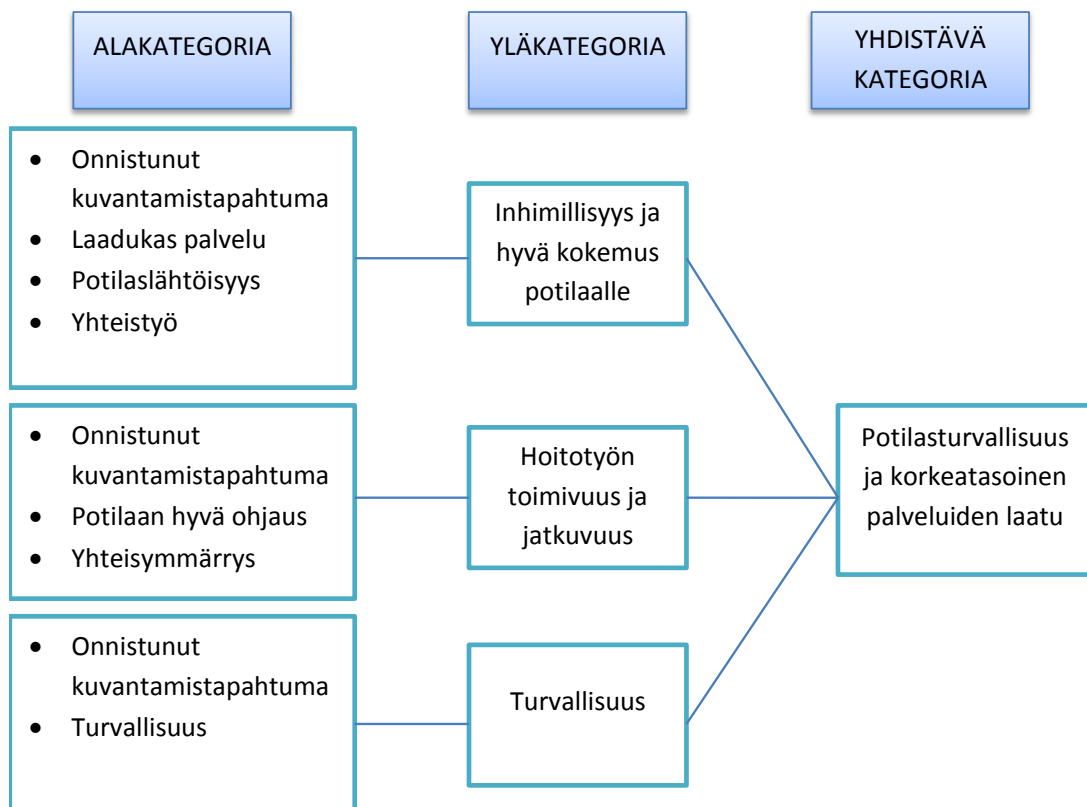 ALAKATEGORIA
YLÄKATEGORIA
YHDISTÄVÄ
KATEGORIA
• Onnistunut
kuvantamistapahtuma
• Laadukas palvelu
• Potilaslähtöisyys
• Yhteistyö
Inhimillisyys ja
hyvä kokemus
potilaalle
• Onnistunut
kuvantamistapahtuma
• Potilaan hyvä ohjaus
• Yhteisymmärrys
Hoitotyön
toimivuus ja
jatkuvuus
Potilasturvallisuus
ja korkeatasoinen
palveluiden laatu
• Onnistunut
kuvantamistapahtuma
• Turvallisuus
Turvallisuus